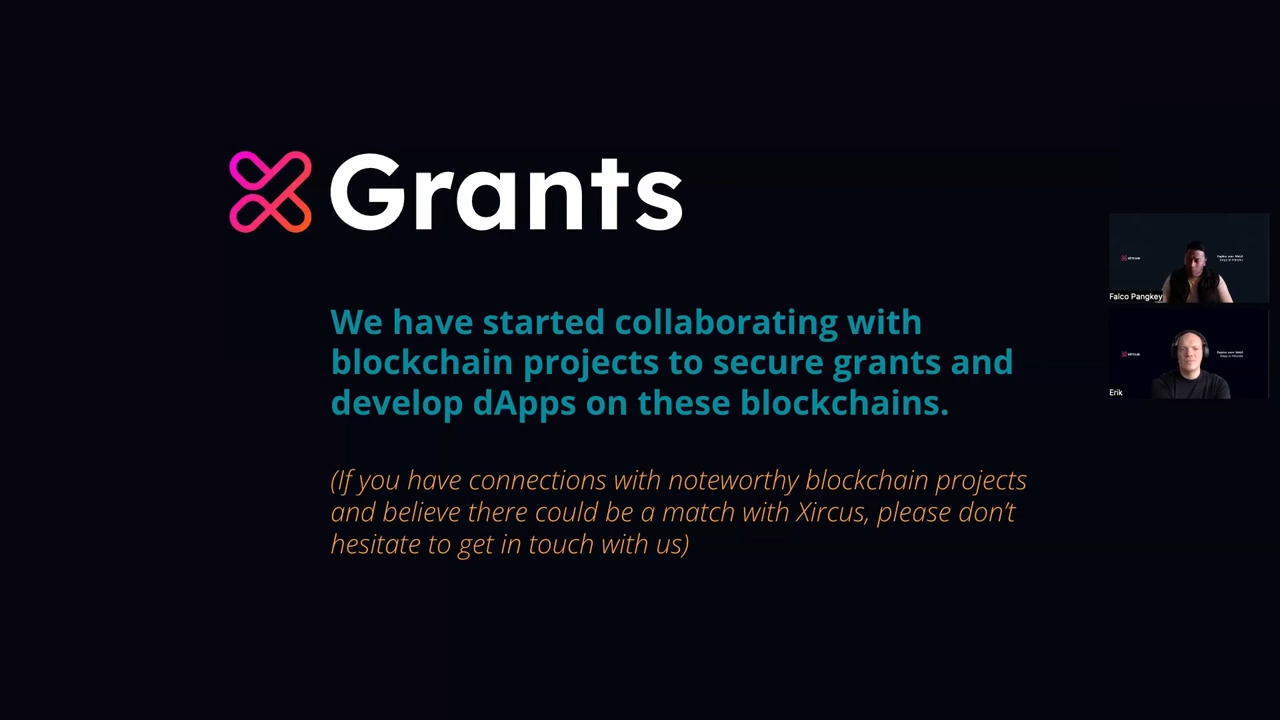 Grants
We have started collaborating with
blockchain projects to secure grants and
develop dApps on these blockchains.
(If you have connections with noteworthy blockchain projects
and believe there could be a match with Xircus, please don't
hesitate to get in touch with us)
xircus
Falco Pangkey
xircus
Erik